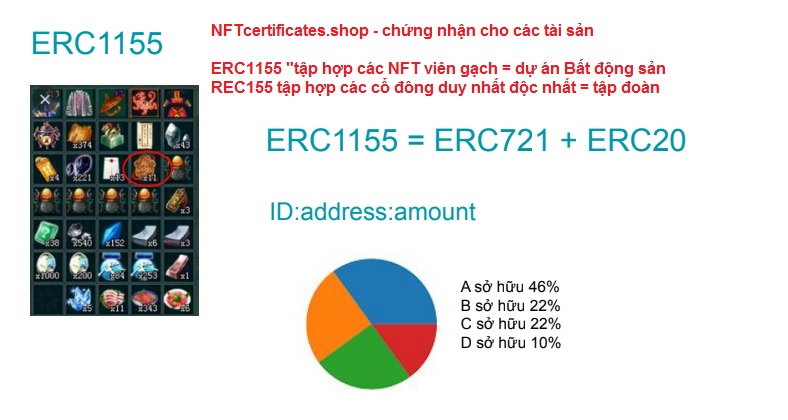 ERC1155
NFTcertificates.shop - chứng nhận cho các tài sản
ERC1155 "tập hợp các NFT viên gạch = dự án Bất động sản
REC155 tập hợp các cổ đông duy nhất độc nhất = tập đoàn
ERC1155 = ERC721 + ERC20
ID:address:amount
x374
x43
x4
x221
x13
x11
x3
x38
x540
x152
x6
x3
x1000
x200
x84
x253
x1
x5
x11
x343
x6
A sở hữu 46%
B sở hữu 22%
C sở hữu 22%
D sở hữu 10%